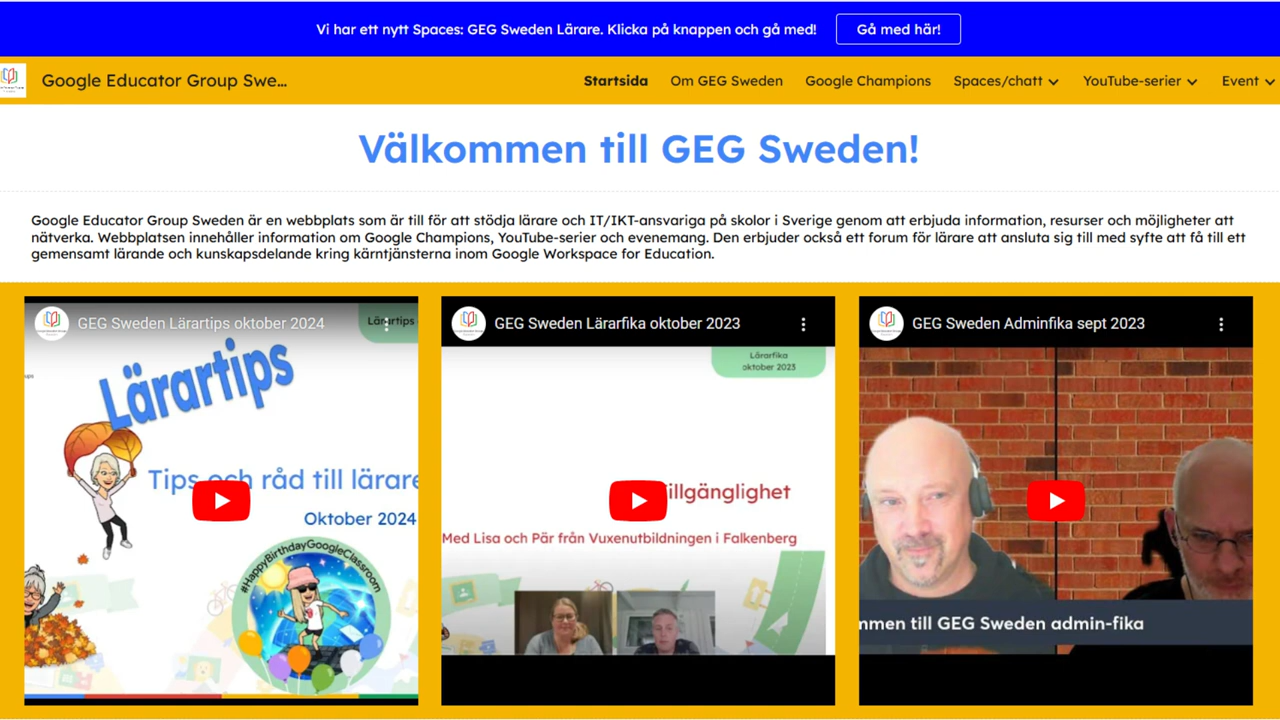 Vi har ett nytt Spaces: GEG Sweden Lärare. Klicka på knappen och gå med!
Gå med här!
Google Educator Group Swe...
Startsida
Om GEG Sweden
Google Champions
Spaces/chatt
YouTube-serier
Event
Välkommen till GEG Sweden!
Google Educator Group Sweden är en webbplats som är till för att stödja lärare och IT/IKT-ansvariga på skolor i Sverige genom att erbjuda information, resurser och möjligheter att
nätverka. Webbplatsen innehåller information om Google Champions, YouTube-serier och evenemang. Den erbjuder också ett forum för lärare att ansluta sig till med syfte att få till ett
gemensamt lärande och kunskapsdelande kring kärntjänsterna inom Google Workspace for Education.
GEG Sweden Lärartips oktober 2024
Lärartips
Lärartips
Tips och råd till lärare
Oktober 2024
#HappyBirthdayGoogleClassroom
GEG Sweden Lärarfika oktober 2023
Lärarfika
oktober 2023
illgänglighet
Med Lisa och Pär från Vuxenutbildningen i Falkenberg
GEG Sweden Adminfika sept 2023
mmen till GEG Sweden admin-fika